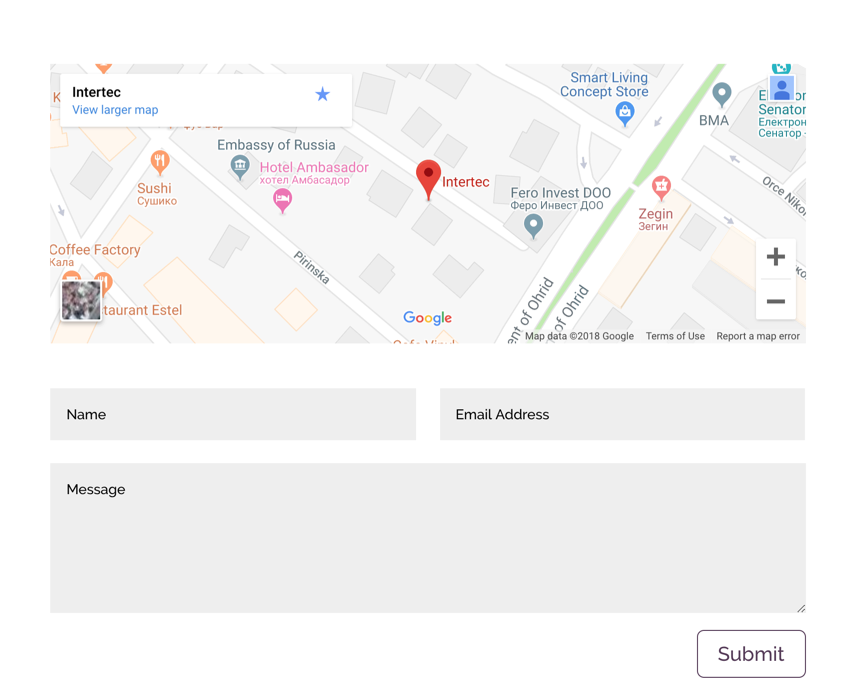 Smart Living
Concept Store
Intertec
View larger map
BMA
Senator
Електрон
Сенатор
Embassy of Russia
Hotel Ambasador
хотел Амбасадор
Intertec
Sushi
Сушико
Fero Invest DOO
Феро Инвест ДОО
Zegin
Зегин
Orce Niko
Coffee Factory
Кала
Pirinska
taurant Estel
Google
ent of Ohrid
of Ohrid
Map data ©2018 Google Terms of Use Report a map error
Name
Email Address
Message
Submit